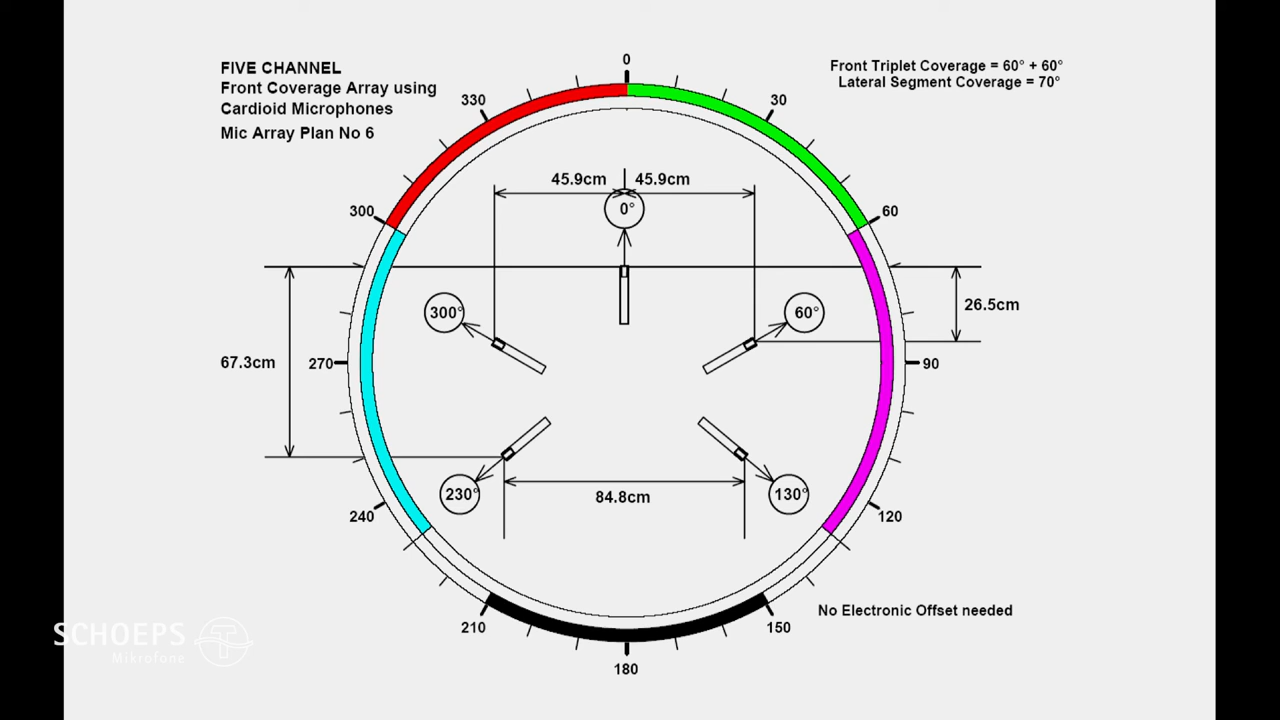 FIVE CHANNEL
Front Coverage Array using
Cardioid Microphones
Mic Array Plan No 6
Front Triplet Coverage = 60° + 60°
Lateral Segment Coverage = 70°
0
330
30
300
60
45.9cm
45.9cm
0°
300°
60°
26.5cm
67.3cm
270
90
230°
130°
84.8cm
240
120
210
150
180
No Electronic Offset needed
SCHOEPS
Mikrofone